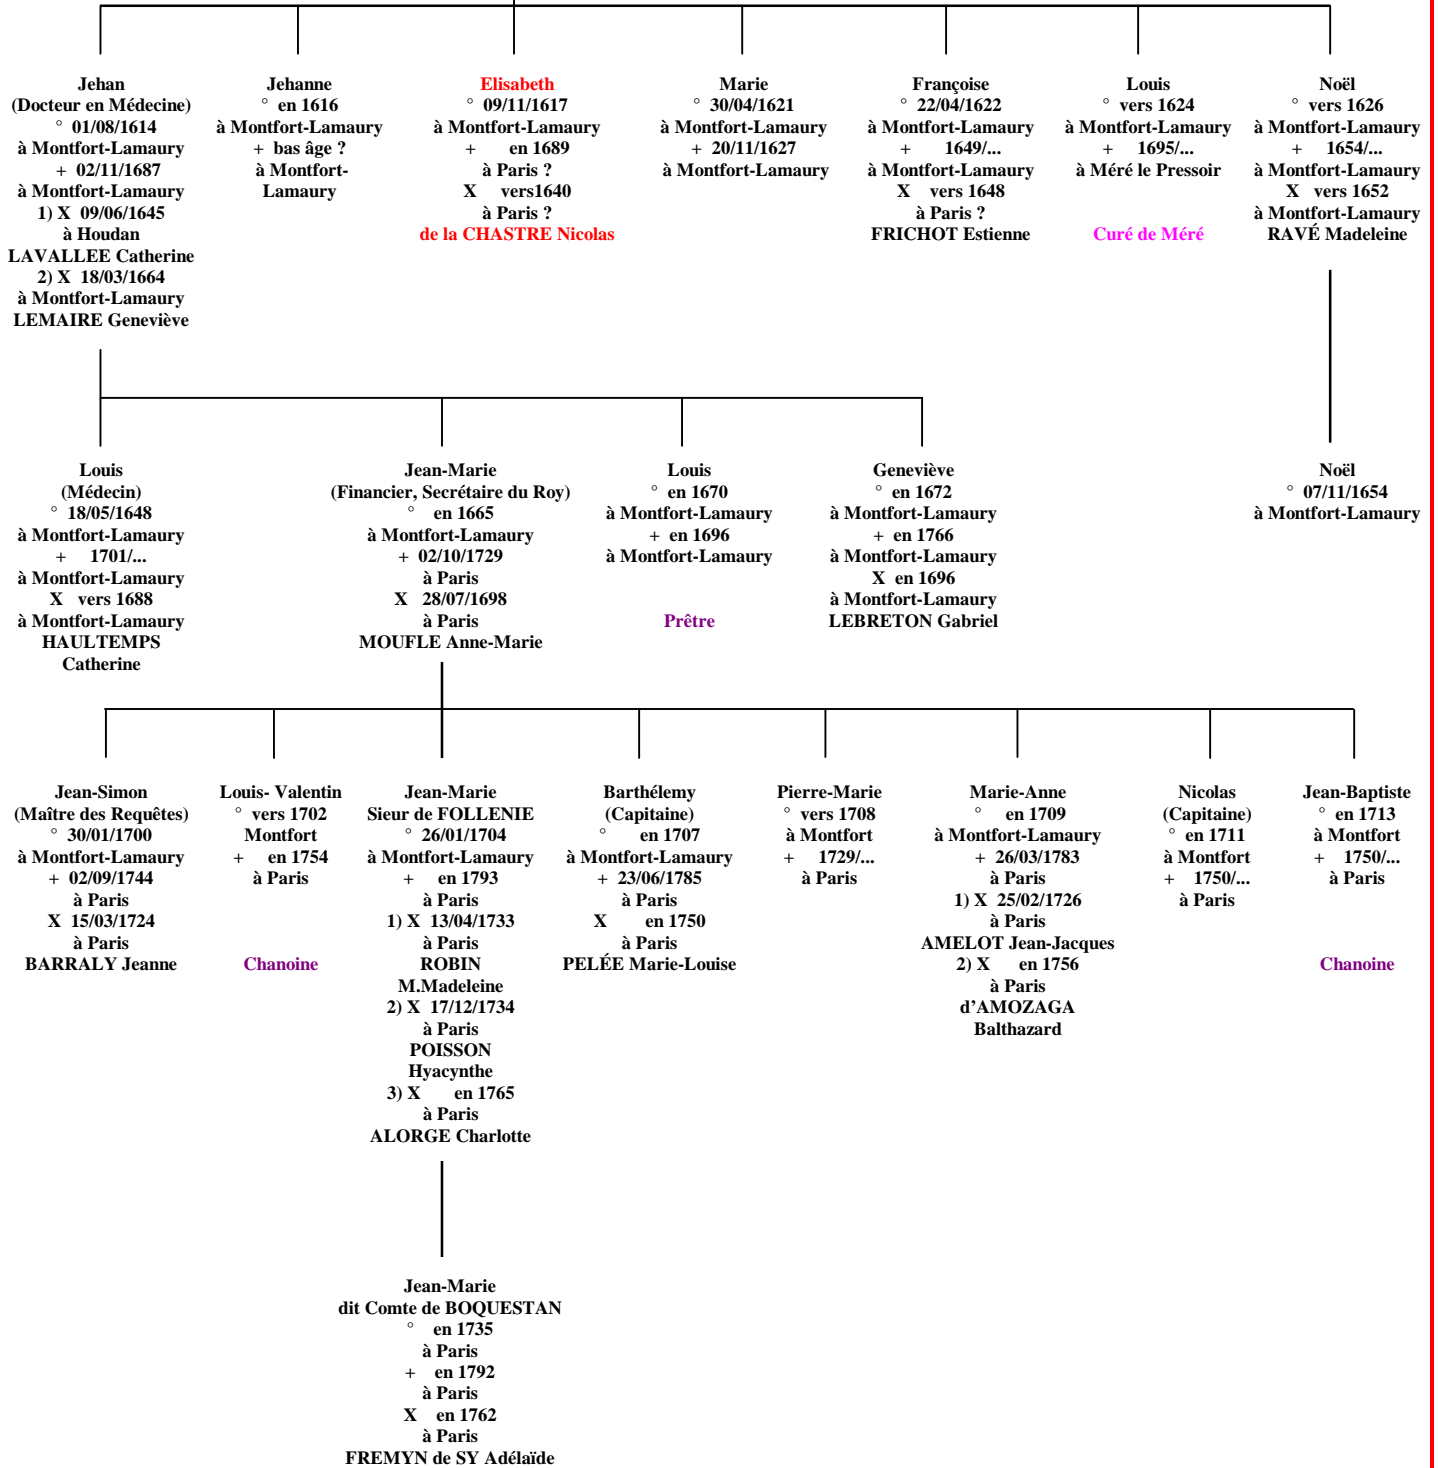 Jehan
(Docteur en Médecine)
° 01/08/1614
à Montfort-Lamaury
+ 02/11/1687
à Montfort-Lamaury
1) X 09/06/1645
à Houdan
LAVALLEE Catherine
2) X 18/03/1664
à Montfort-Lamaury
LEMAIRE Geneviève
Jehanne
° en 1616
à Montfort-Lamaury
+ bas âge ?
à Montfort-
Lamaury
Elisabeth
° 09/11/1617
à Montfort-Lamaury
+ en 1689
à Paris ?
X vers1640
à Paris ?
de la CHASTRE Nicolas
Marie
° 30/04/1621
à Montfort-Lamaury
+ 20/11/1627
à Montfort-Lamaury
Françoise
° 22/04/1622
à Montfort-Lamaury
+ 1649/...
à Montfort-Lamaury
X vers 1648
à Paris ?
FRICHOT Estienne
Louis
° vers 1624
à Montfort-Lamaury
+ 1695/...
à Méré le Pressoir
Curé de Méré
Noël
° vers 1626
à Montfort-Lamaury
+ 1654/...
à Montfort-Lamaury
X vers 1652
à Montfort-Lamaury
RAVÉ Madeleine
Louis
(Médecin)
° 18/05/1648
à Montfort-Lamaury
+ 1701/...
à Montfort-Lamaury
X vers 1688
à Montfort-Lamaury
HAULTEMPS
Catherine
Jean-Marie
(Financier, Secrétaire du Roy)
° en 1665
à Montfort-Lamaury
+ 02/10/1729
à Paris
X 28/07/1698
à Paris
MOUFLE Anne-Marie
Louis
° en 1670
à Montfort-Lamaury
+ en 1696
à Montfort-Lamaury
Prêtre
Geneviève
° en 1672
à Montfort-Lamaury
+ en 1766
à Montfort-Lamaury
X en 1696
à Montfort-Lamaury
LEBRETON Gabriel
Noël
° 07/11/1654
à Montfort-Lamaury
Jean-Simon
(Maître des Requêtes)
° 30/01/1700
à Montfort-Lamaury
+ 02/09/1744
à Paris
X 15/03/1724
à Paris
BARRALY Jeanne
Louis- Valentin
° vers 1702
Montfort
+ en 1754
à Paris
Chanoine
Jean-Marie
Sieur de FOLLENIE
° 26/01/1704
à Montfort-Lamaury
+ en 1793
à Paris
1) X 13/04/1733
à Paris
ROBIN
M.Madeleine
2) X 17/12/1734
à Paris
POISSON
Hyacynthe
3) X en 1765
à Paris
ALORGE Charlotte
Barthélemy
(Capitaine)
° en 1707
à Montfort-Lamaury
+ 23/06/1785
à Paris
X en 1750
à Paris
PELÉE Marie-Louise
Pierre-Marie
° vers 1708
à Montfort
+ 1729/...
à Paris
Marie-Anne
° en 1709
à Montfort-Lamaury
+ 26/03/1783
à Paris
1) X 25/02/1726
à Paris
AMELOT Jean-Jacques
2) X en 1756
à Paris
d'AMOZAGA
Balthazard
Nicolas
(Capitaine)
° en 1711
à Montfort
+ 1750/...
à Paris
Jean-Baptiste
° en 1713
à Montfort
+ 1750/...
à Paris
Chanoine
Jean-Marie
dit Comte de BOQUESTAN
° en 1735
à Paris
+ en 1792
à Paris
X en 1762
à Paris
FREMYN de SY Adélaïde